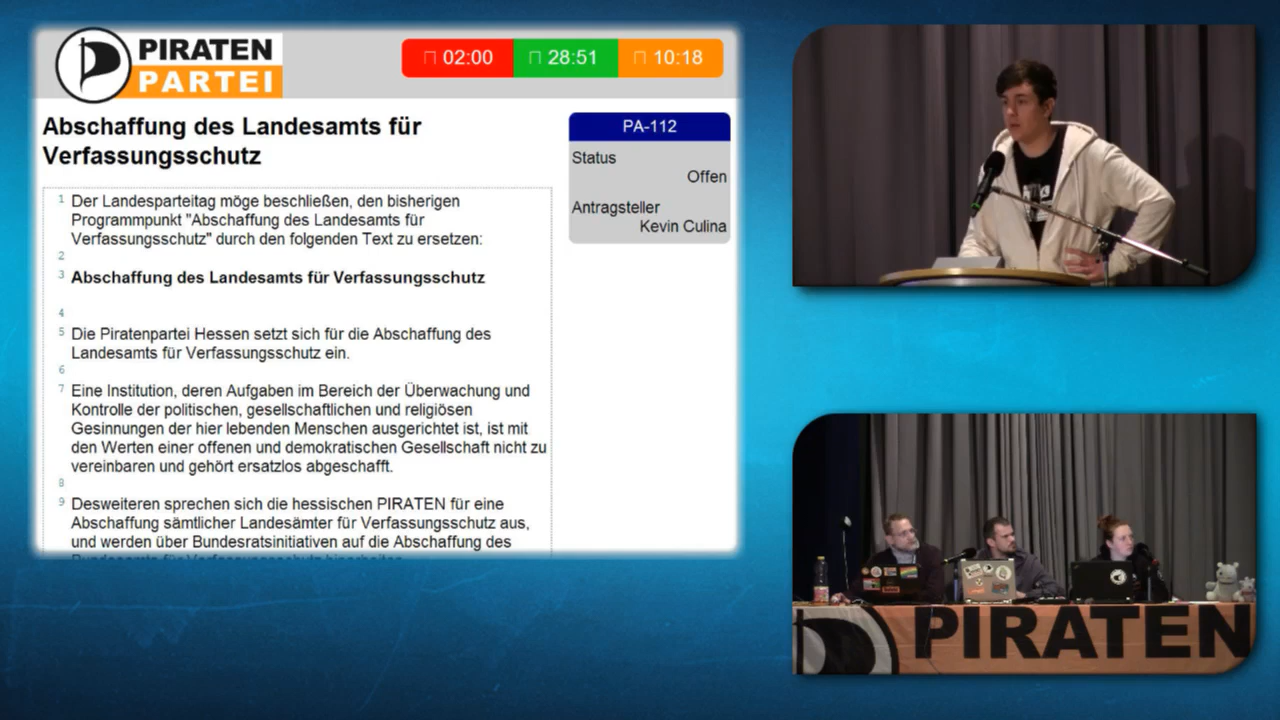 PIRATEN
PARTEI
02:00
28:51
10:18
Abschaffung des Landesamts für
Verfassungsschutz
PA-112
Status
Offen
Antragsteller
Kevin Culina
1 Der Landesparteitag möge beschließen, den bisherigen
Programmpunkt "Abschaffung des Landesamts für
Verfassungsschutz" durch den folgenden Text zu ersetzen:
2
3 Abschaffung des Landesamts für Verfassungsschutz
4
5 Die Piratenpartei Hessen setzt sich für die Abschaffung des
Landesamts für Verfassungsschutz ein.
6
7 Eine Institution, deren Aufgaben im Bereich der Überwachung und
Kontrolle der politischen, gesellschaftlichen und religiösen
Gesinnungen der hier lebenden Menschen ausgerichtet ist, ist mit
den Werten einer offenen und demokratischen Gesellschaft nicht zu
vereinbaren und gehört ersatzlos abgeschafft.
8
9 Desweiteren sprechen sich die hessischen PIRATEN für eine
Abschaffung sämtlicher Landesämter für Verfassungsschutz aus,
und werden über Bundesratsinitiativen auf die Abschaffung des
PIRATEN